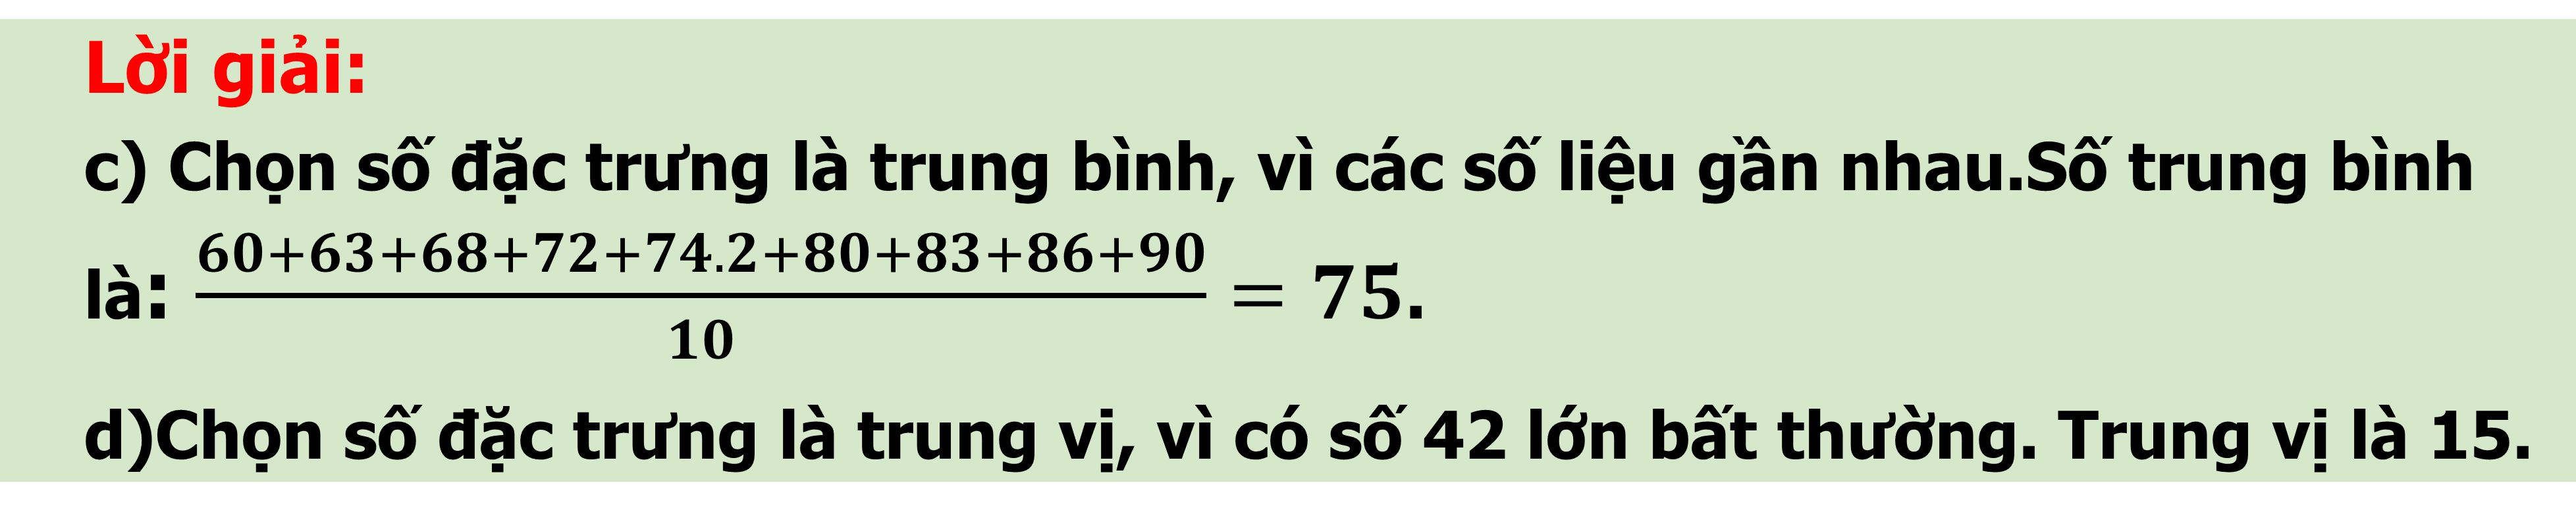 Lời giải:
c) Chọn số đặc trưng là trung bình, vì các số liệu gần nhau.Số trung bình
là: \frac{60+63+68+72+74.2+80+83+86+90}{10} = 75.
d)Chọn số đặc trưng là trung vị, vì có số 42 lớn bất thường. Trung vị là 15.